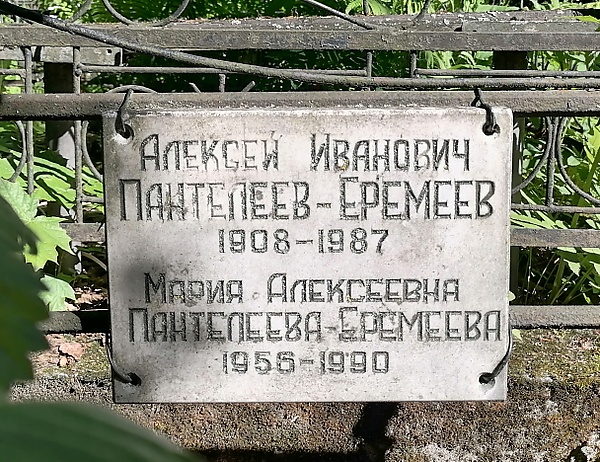 Алексей Иванович
Пантелеев-Еремеев
1908-1987
Мария Алексеевна
Пантелеева-Еремеева
1956-1990